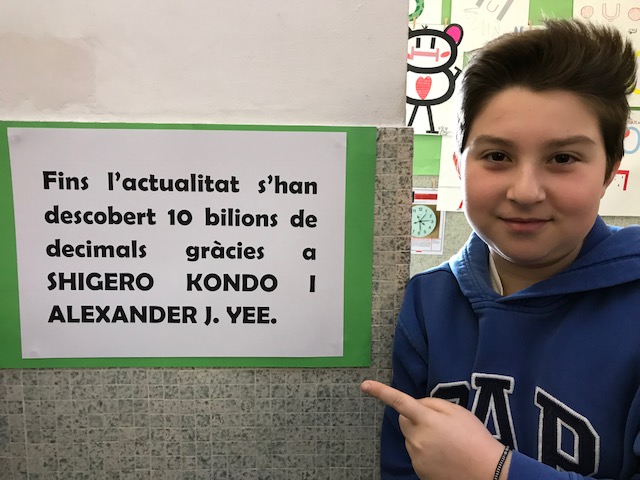 Fins l'actualitat s'han
descobert 10 bilions de
decimals gràcies a
SHIGERO KONDO I
ALEXANDER J. YEE.
GAP